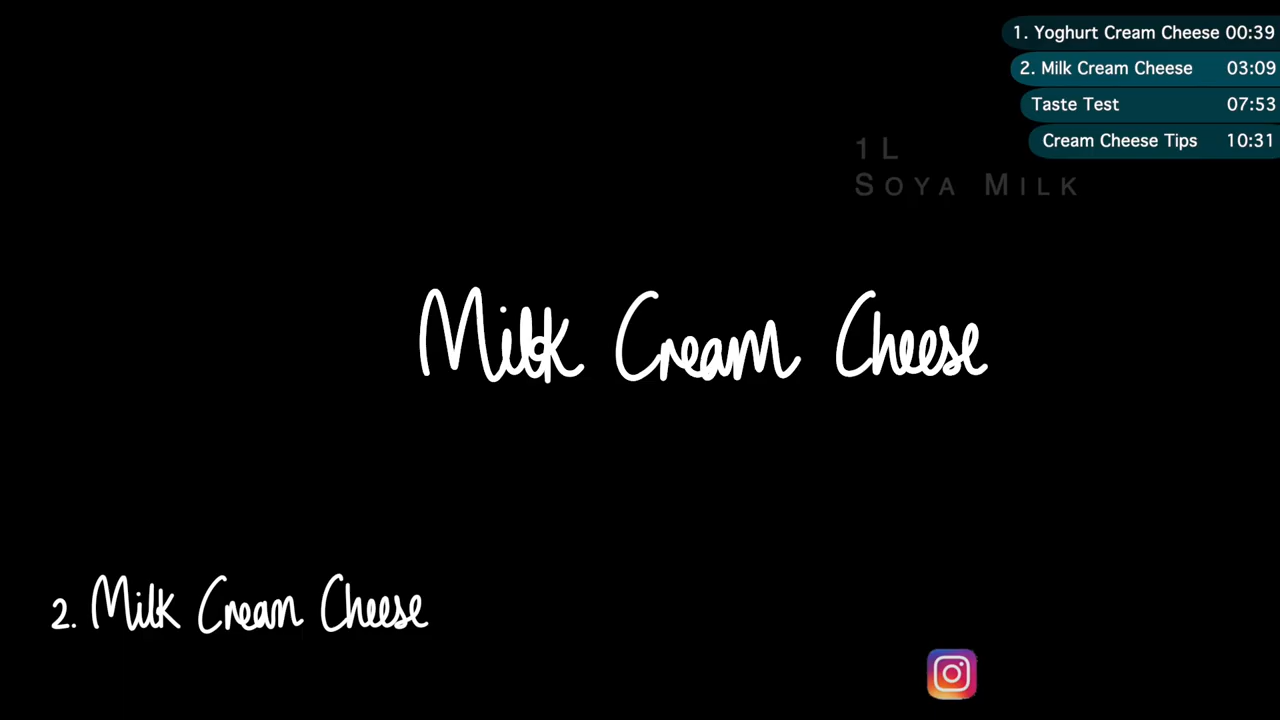 1. Yoghurt Cream Cheese 00:39
2. Milk Cream Cheese 03:09
Taste Test 07:53
Cream Cheese Tips 10:31
1 L
SOYA MILK
Milk Cream Cheese
2. Milk Cream Cheese